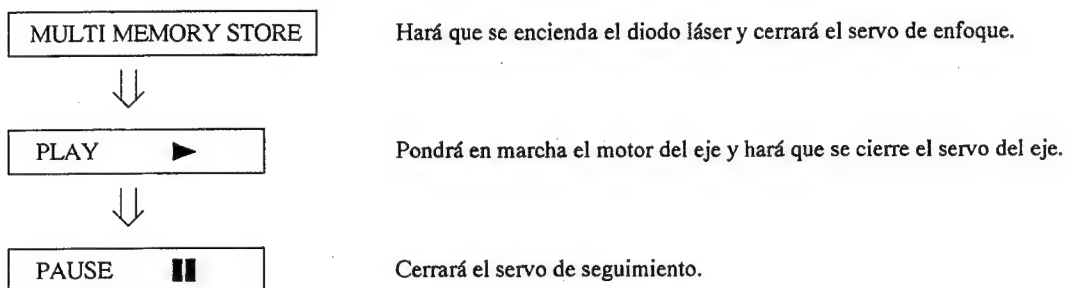 MULTI MEMORY STORE Hará que se encienda el diodo láser y cerrará el servo de enfoque.
PLAY Pondrá en marcha el motor del eje y hará que se cierre el servo del eje.
PAUSE Cerrará el servo de seguimiento.